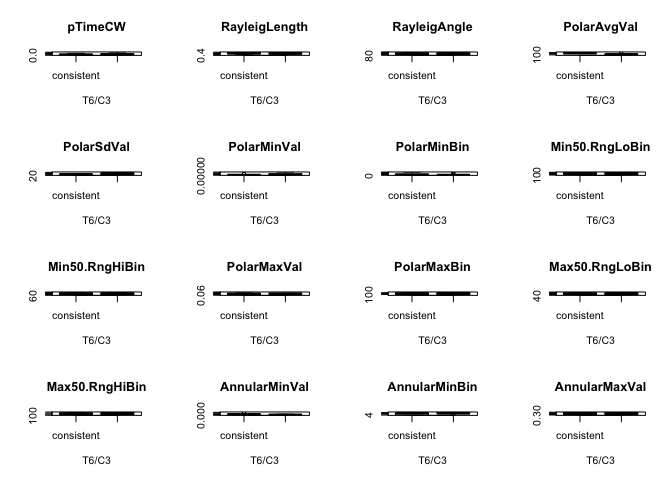 pTimeCW RayleigLength RayleigAngle PolarAvgVal
0.0 0.4 80 100
consistent consistent consistent consistent
T6/C3 T6/C3 T6/C3 T6/C3
PolarSdVal PolarMinVal PolarMinBin Min50.RngLoBin
20 0.00000 0 100
consistent consistent consistent consistent
T6/C3 T6/C3 T6/C3 T6/C3
Min50.RngHiBin PolarMaxVal PolarMaxBin Max50.RngLoBin
60 0.06 100 40
consistent consistent consistent consistent
T6/C3 T6/C3 T6/C3 T6/C3
Max50.RngHiBin AnnularMinVal AnnularMinBin AnnularMaxVal
100 0.000 4 0.30
consistent consistent consistent consistent
T6/C3 T6/C3 T6/C3 T6/C3